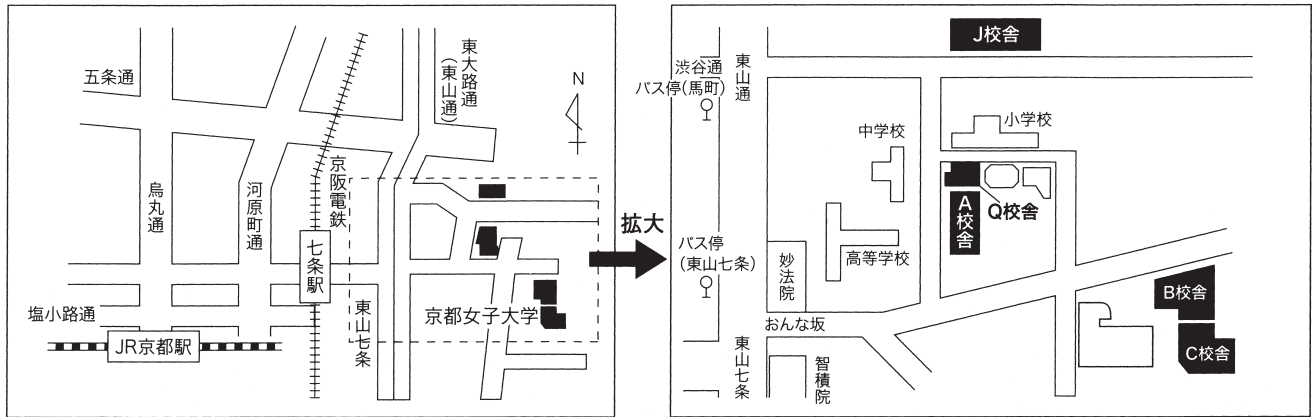 五条通
烏丸通
河原町通
京阪電鉄
東大路通
(東山通)
N
七条駅
塩小路通
JR京都駅
東山七条
京都女子大学
拡大
J校舎
渋谷通
バス停(馬町)
東山通
小学校
中学校
A校舎
Q校舎
高等学校
バス停
(東山七条)
妙法院
おんな坂
B校舎
C校舎
東山七条
智積院